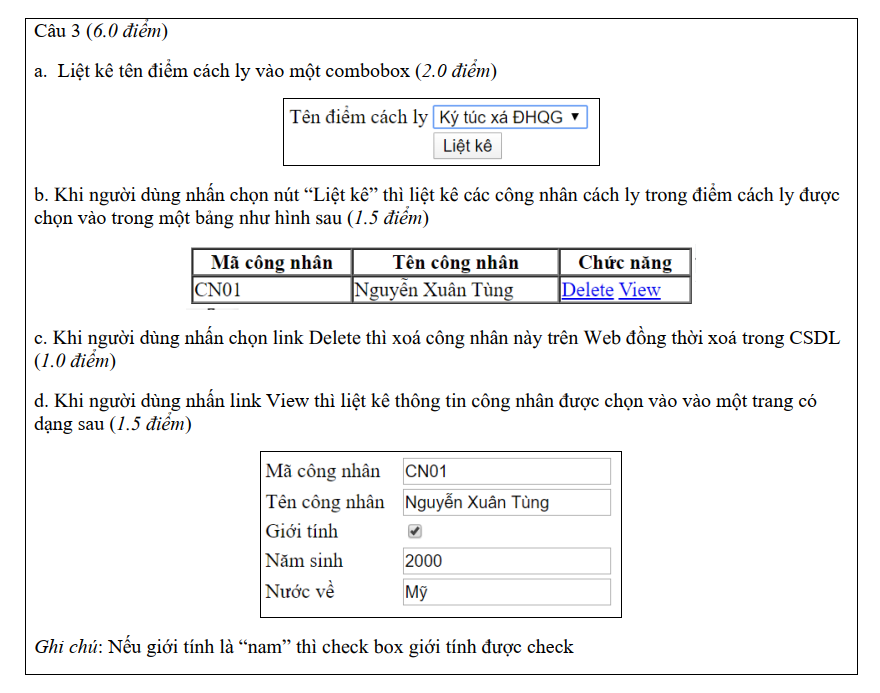 Câu 3 (6.0 điểm)
a. Liệt kê tên điểm cách ly vào một combobox (2.0 điểm)
Tên điểm cách ly Ký túc xá ĐHQG ▼
Liệt kê
b. Khi người dùng nhấn chọn nút “Liệt kê” thì liệt kê các công nhân cách ly trong điểm cách ly được
chọn vào trong một bảng như hình sau (1.5 điểm)
Mã công nhân Tên công nhân Chức năng
CN01 Nguyễn Xuân Tùng Delete View
c. Khi người dùng nhấn chọn link Delete thì xoá công nhân này trên Web đồng thời xoá trong CSDL
(1.0 điểm)
d. Khi người dùng nhấn link View thì liệt kê thông tin công nhân được chọn vào vào một trang có
dạng sau (1.5 điểm)
Mã công nhân CN01
Tên công nhân Nguyễn Xuân Tùng
Giới tính
Năm sinh 2000
Nước về Mỹ
Ghi chú: Nếu giới tính là “nam” thì check box giới tính được check